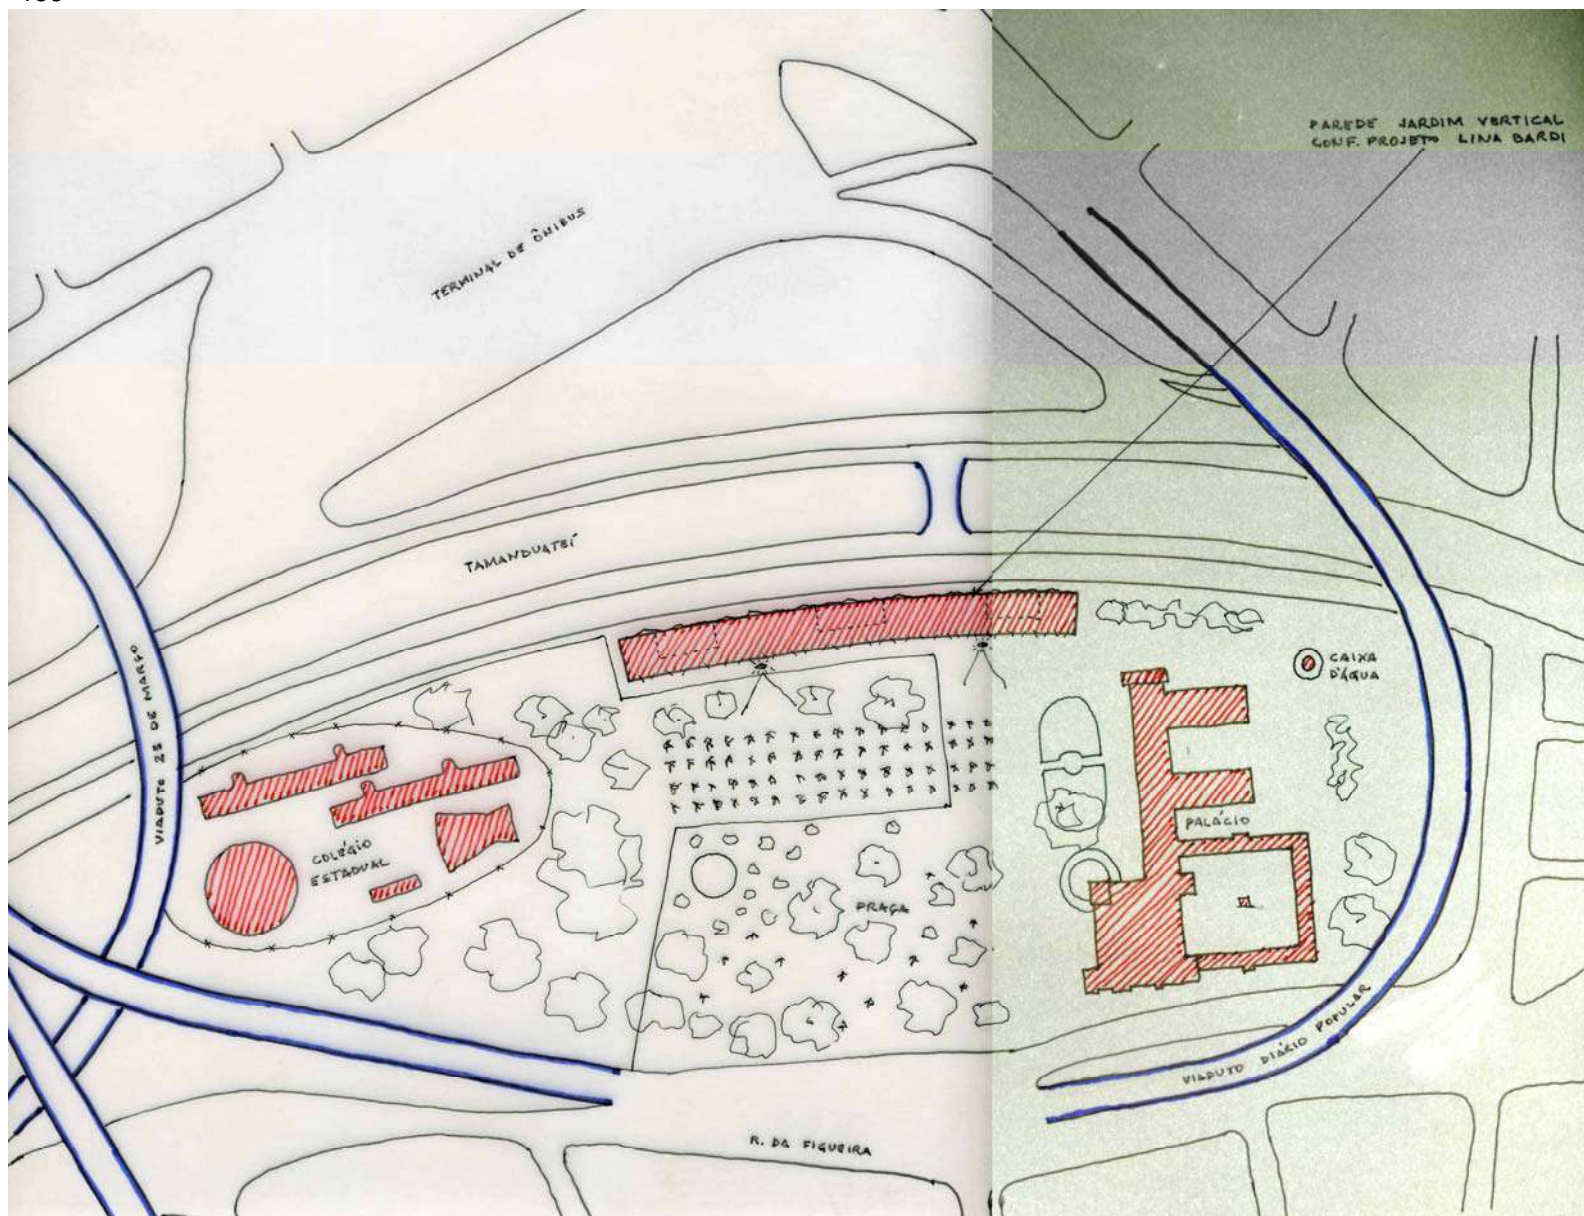 PAREDE JARDIM VERTICAL
CONF. PROJETO LINA BARDI
TERMINAL DE ÔNIBUS
TAMANDUATEÍ
VIADUTO 25 DE MARÇO
CAIXA
D'ÁGUA
COLÉGIO
ESTADUAL
PALÁCIO
PRAÇA
VIADUTO DIÁRIO POPULAR
R. DA FIGUEIRA